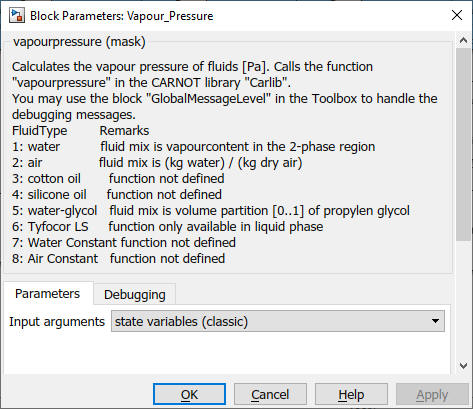 Block Parameters: Vapour_Pressure
vapourpressure (mask)
Calculates the vapour pressure of fluids [Pa]. Calls the function
"vapourpressure" in the CARNOT library "Carlib".
You may use the block "GlobalMessageLevel" in the Toolbox to handle the
debugging messages.
FluidType Remarks
1: water fluid mix is vapourcontent in the 2-phase region
2: air fluid mix is (kg water) / (kg dry air)
3: cotton oil function not defined
4: silicone oil function not defined
5: water-glycol fluid mix is volume partition [0..1] of propylen glycol
6: Tyfocor LS function only available in liquid phase
7: Water Constant function not defined
8: Air Constant function not defined
Parameters Debugging
Input arguments state variables (classic)
OK Cancel Help Apply